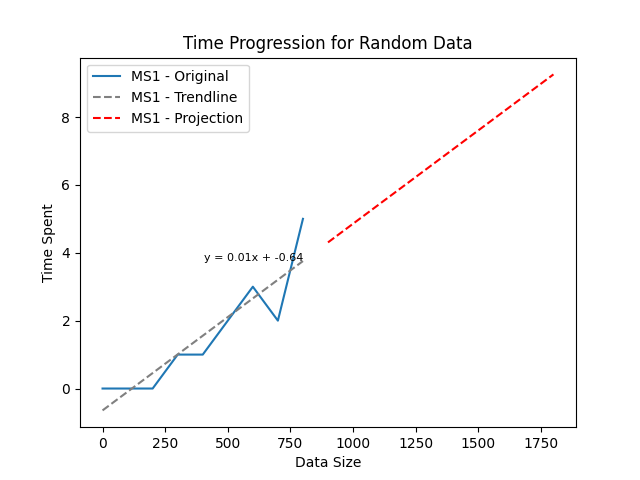 Time Progression for Random Data
MS1 - Original
MS1 - Trendline
MS1 - Projection
8
6
4
2
0
Time Spent
y = 0.01x + -0.64
0 250 500 750 1000 1250 1500 1750
Data Size